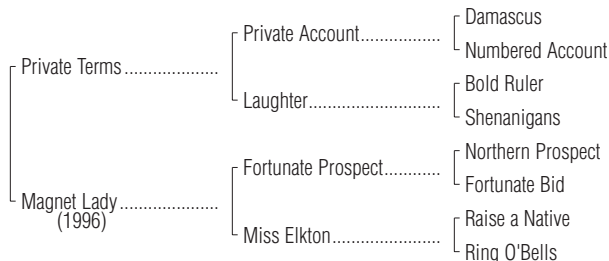 Damascus
Private Account....................
Numbered Account
Private Terms ....................
Bold Ruler
Laughter.................................
Shenanigans
Northern Prospect
Fortunate Prospect..............
Fortunate Bid
Magnet Lady .....................
(1996)
Raise a Native
Miss Elkton...........................
Ring O'Bells